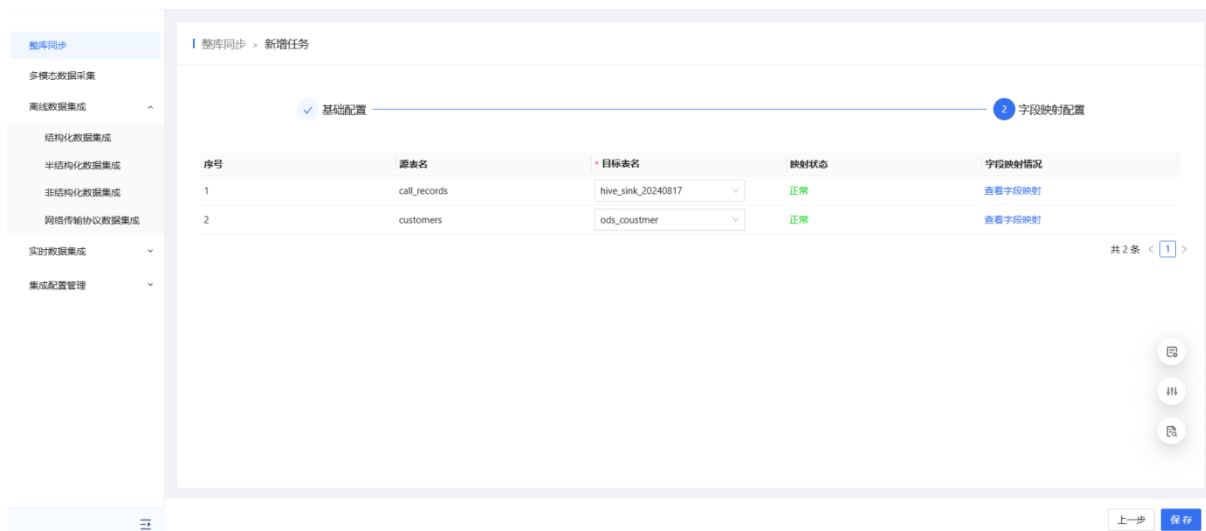 整库同步
多模态数据采集
离线数据集成
结构化数据集成
半结构化数据集成
非结构化数据集成
网络传输协议数据集成
实时数据集成
集成配置管理
整库同步 > 新增任务
基础配置 2 字段映射配置
序号 源表名 * 目标表名 映射状态 字段映射情况
1 call_records hive_sink_20240817 正常 查看字段映射
2 customers ods_coustmer 正常 查看字段映射
共 2 条 < 1 >
上一步 保存